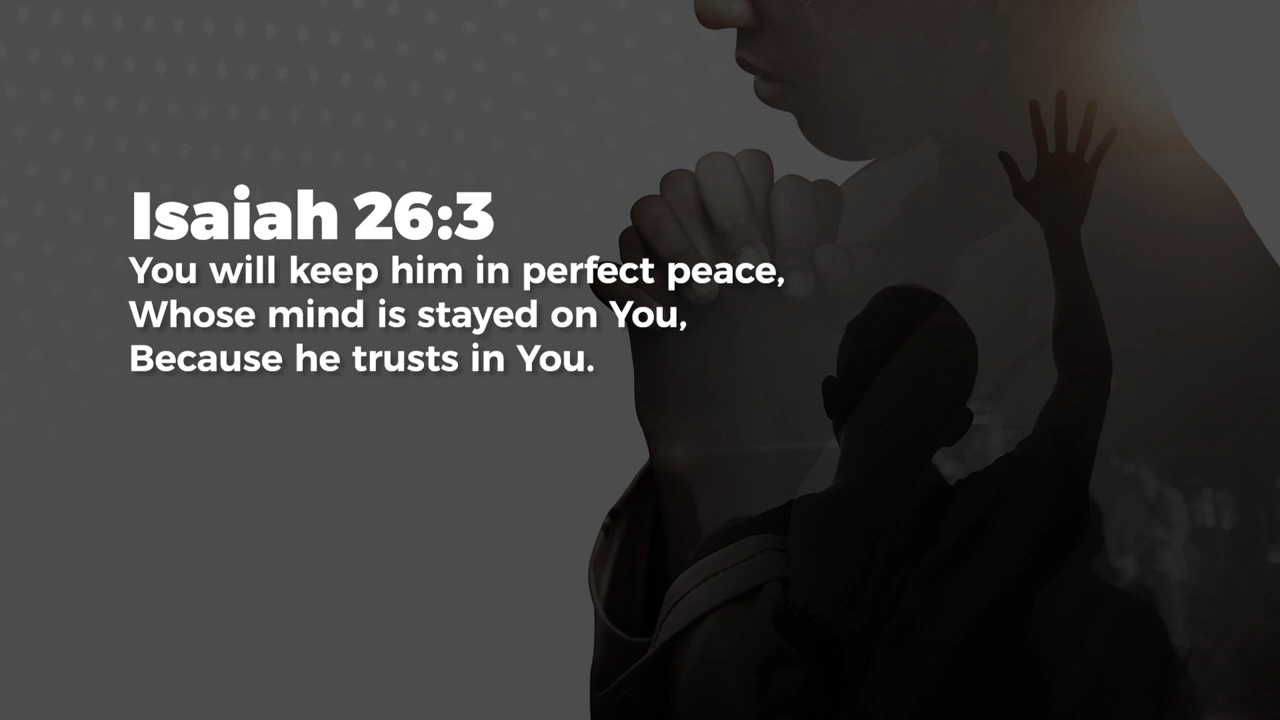 Isaiah 26:3
You will keep him in perfect peace,
Whose mind is stayed on You,
Because he trusts in You.